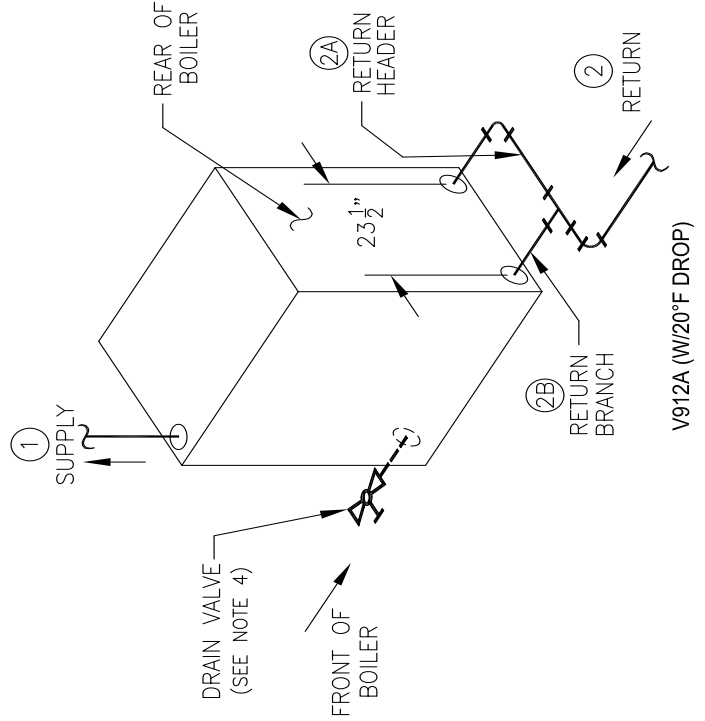 1
SUPPLY
REAR OF
BOILER
2A
RETURN
HEADER
2
RETURN
23 1/2"
2B
RETURN
BRANCH
DRAIN VALVE
(SEE NOTE 4)
FRONT OF
BOILER
V912A (W/20°F DROP)